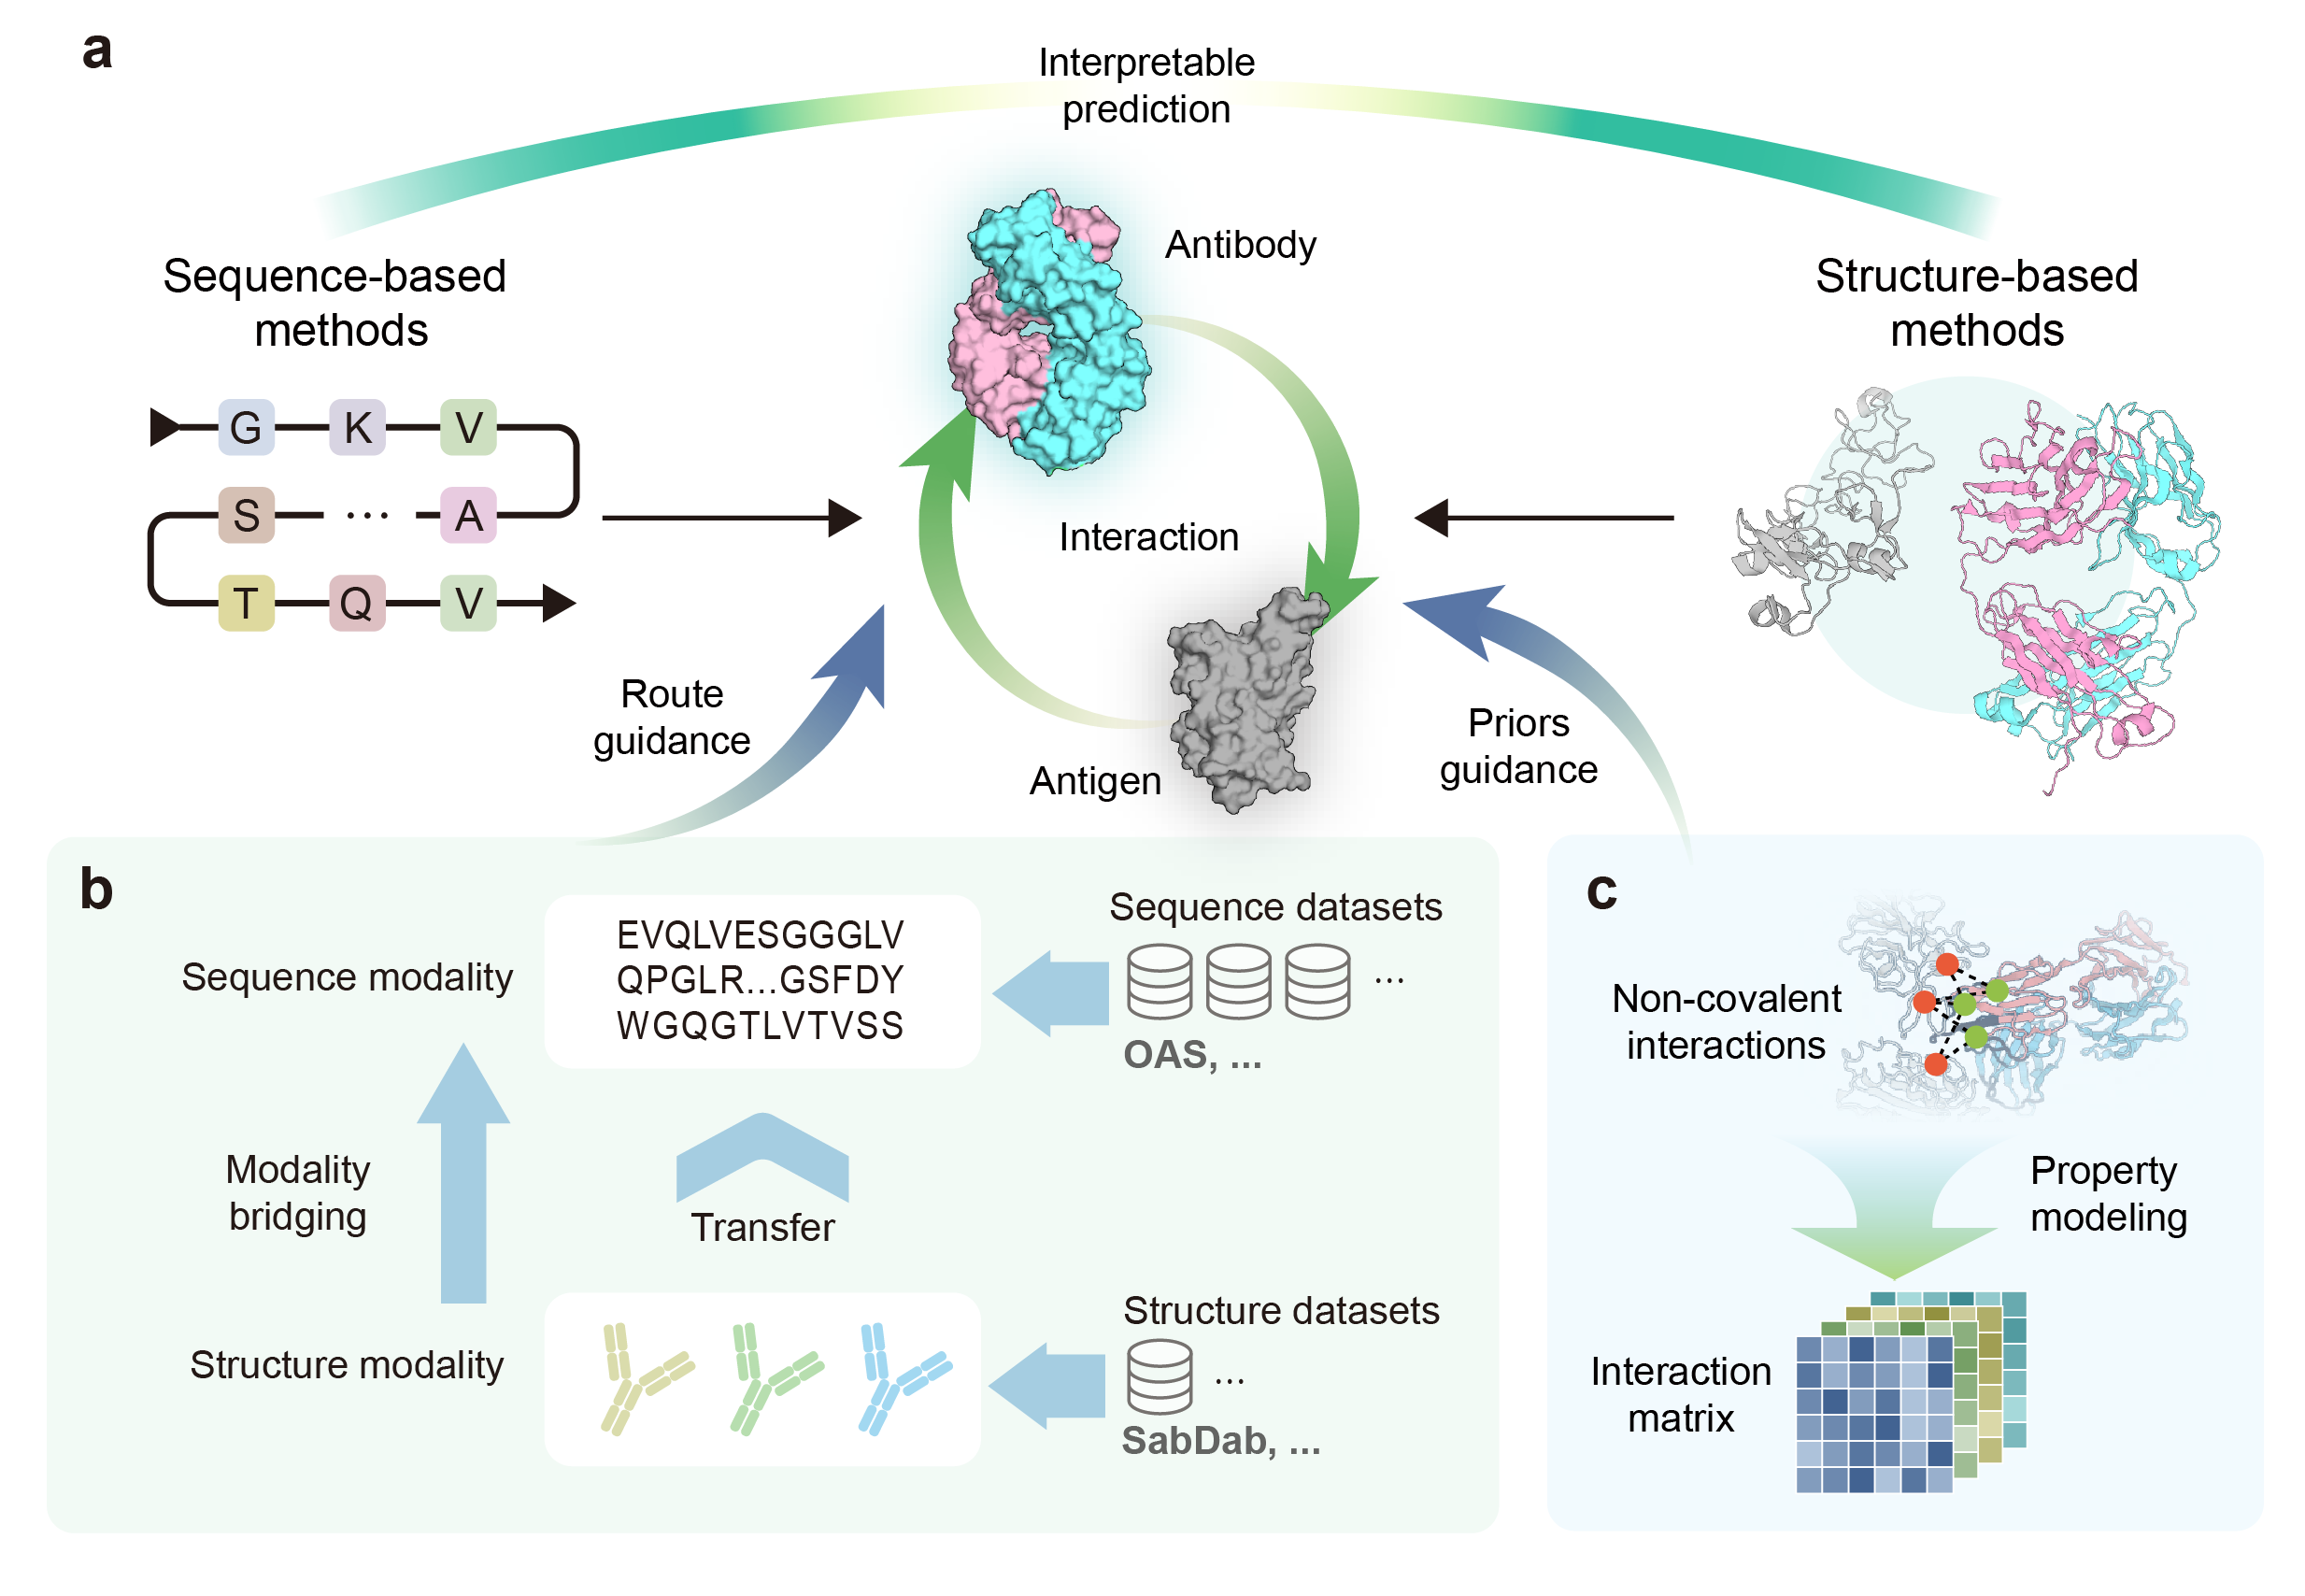 a
Interpretable
prediction
Sequence-based
methods
G K V
S ... A
T Q V
Antibody
Interaction
Antigen
Structure-based
methods
Route
guidance
Priors
guidance
b
Sequence modality
EVQLVESGGGLV
QPGLR...GSFDY
WGQGTLVTVSS
Sequence datasets
...
OAS, ...
Modality
bridging
Transfer
Structure modality
Structure datasets
...
SabDab, ...
c
Non-covalent
interactions
Property
modeling
Interaction
matrix